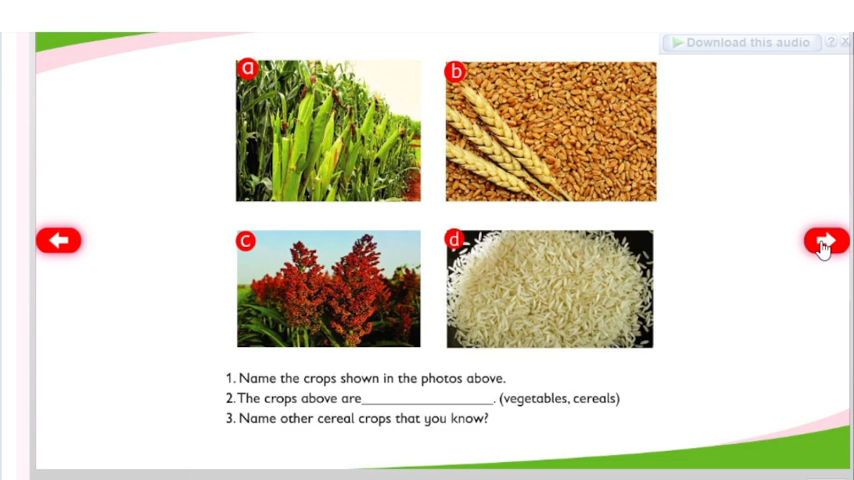 Download this audio ? X
a
b
c
d
1. Name the crops shown in the photos above.
2. The crops above are____________________. (vegetables, cereals)
3. Name other cereal crops that you know?